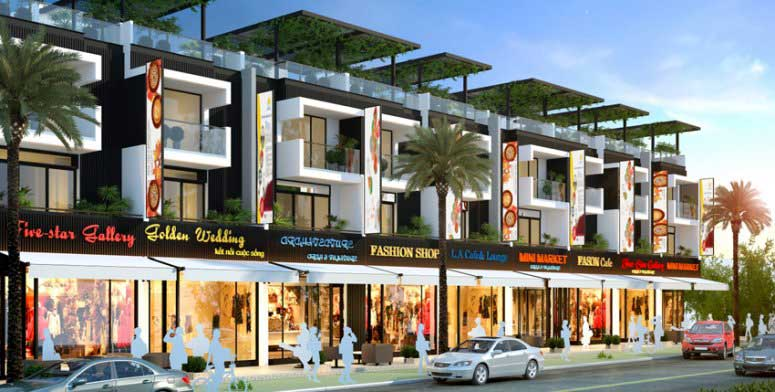 Five-star Gallery
Golden Wedding
kết nối cuộc sống
ARCHITECTURE
FASHION SHOP
L.A Cafe& Lounge
MINI MARKET
FASON Cafe
Five-Star Gallery
MINI MARKET